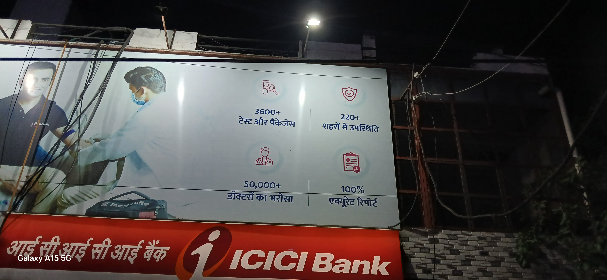 3600+
टेस्ट और पैकेजेस
220+
शहरों में उपस्थिति
50,000+
डॉक्टरों का भरोसा
100%
एक्यूरेट रिपोर्ट
आई सी आई सी आई बैंक
ICICI Bank
Galaxy A15 5G